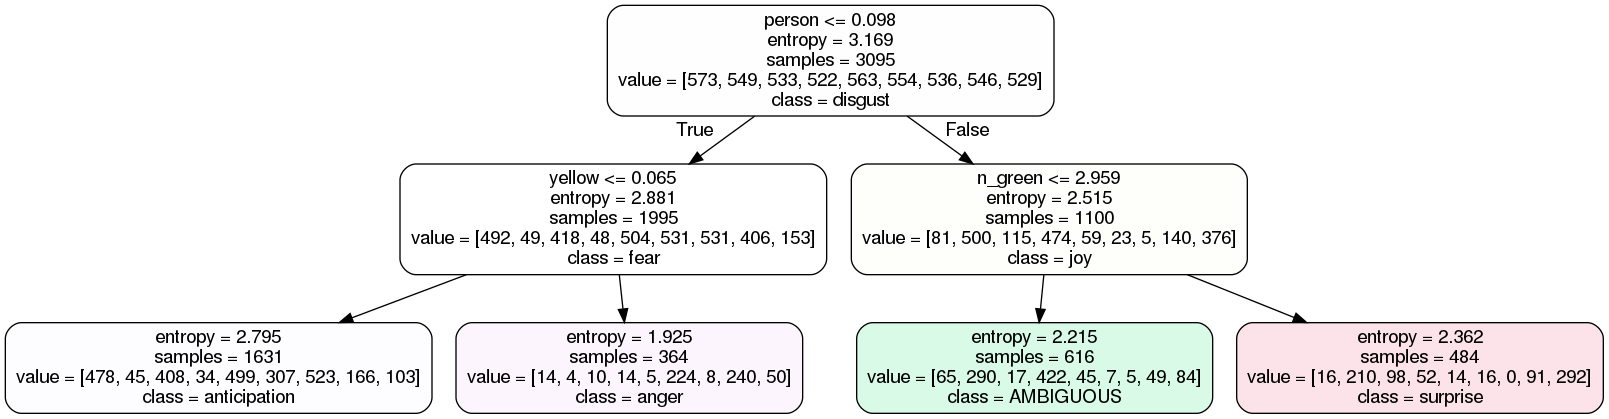 person <= 0.098
entropy = 3.169
samples = 3095
value = [573, 549, 533, 522, 563, 554, 536, 546, 529]
class = disgust
True
False
yellow <= 0.065
entropy = 2.881
samples = 1995
value = [492, 49, 418, 48, 504, 531, 531, 406, 153]
class = fear
n_green <= 2.959
entropy = 2.515
samples = 1100
value = [81, 500, 115, 474, 59, 23, 5, 140, 376]
class = joy
entropy = 2.795
samples = 1631
value = [478, 45, 408, 34, 499, 307, 523, 166, 103]
class = anticipation
entropy = 1.925
samples = 364
value = [14, 4, 10, 14, 5, 224, 8, 240, 50]
class = anger
entropy = 2.215
samples = 616
value = [65, 290, 17, 422, 45, 7, 5, 49, 84]
class = AMBIGUOUS
entropy = 2.362
samples = 484
value = [16, 210, 98, 52, 14, 16, 0, 91, 292]
class = surprise